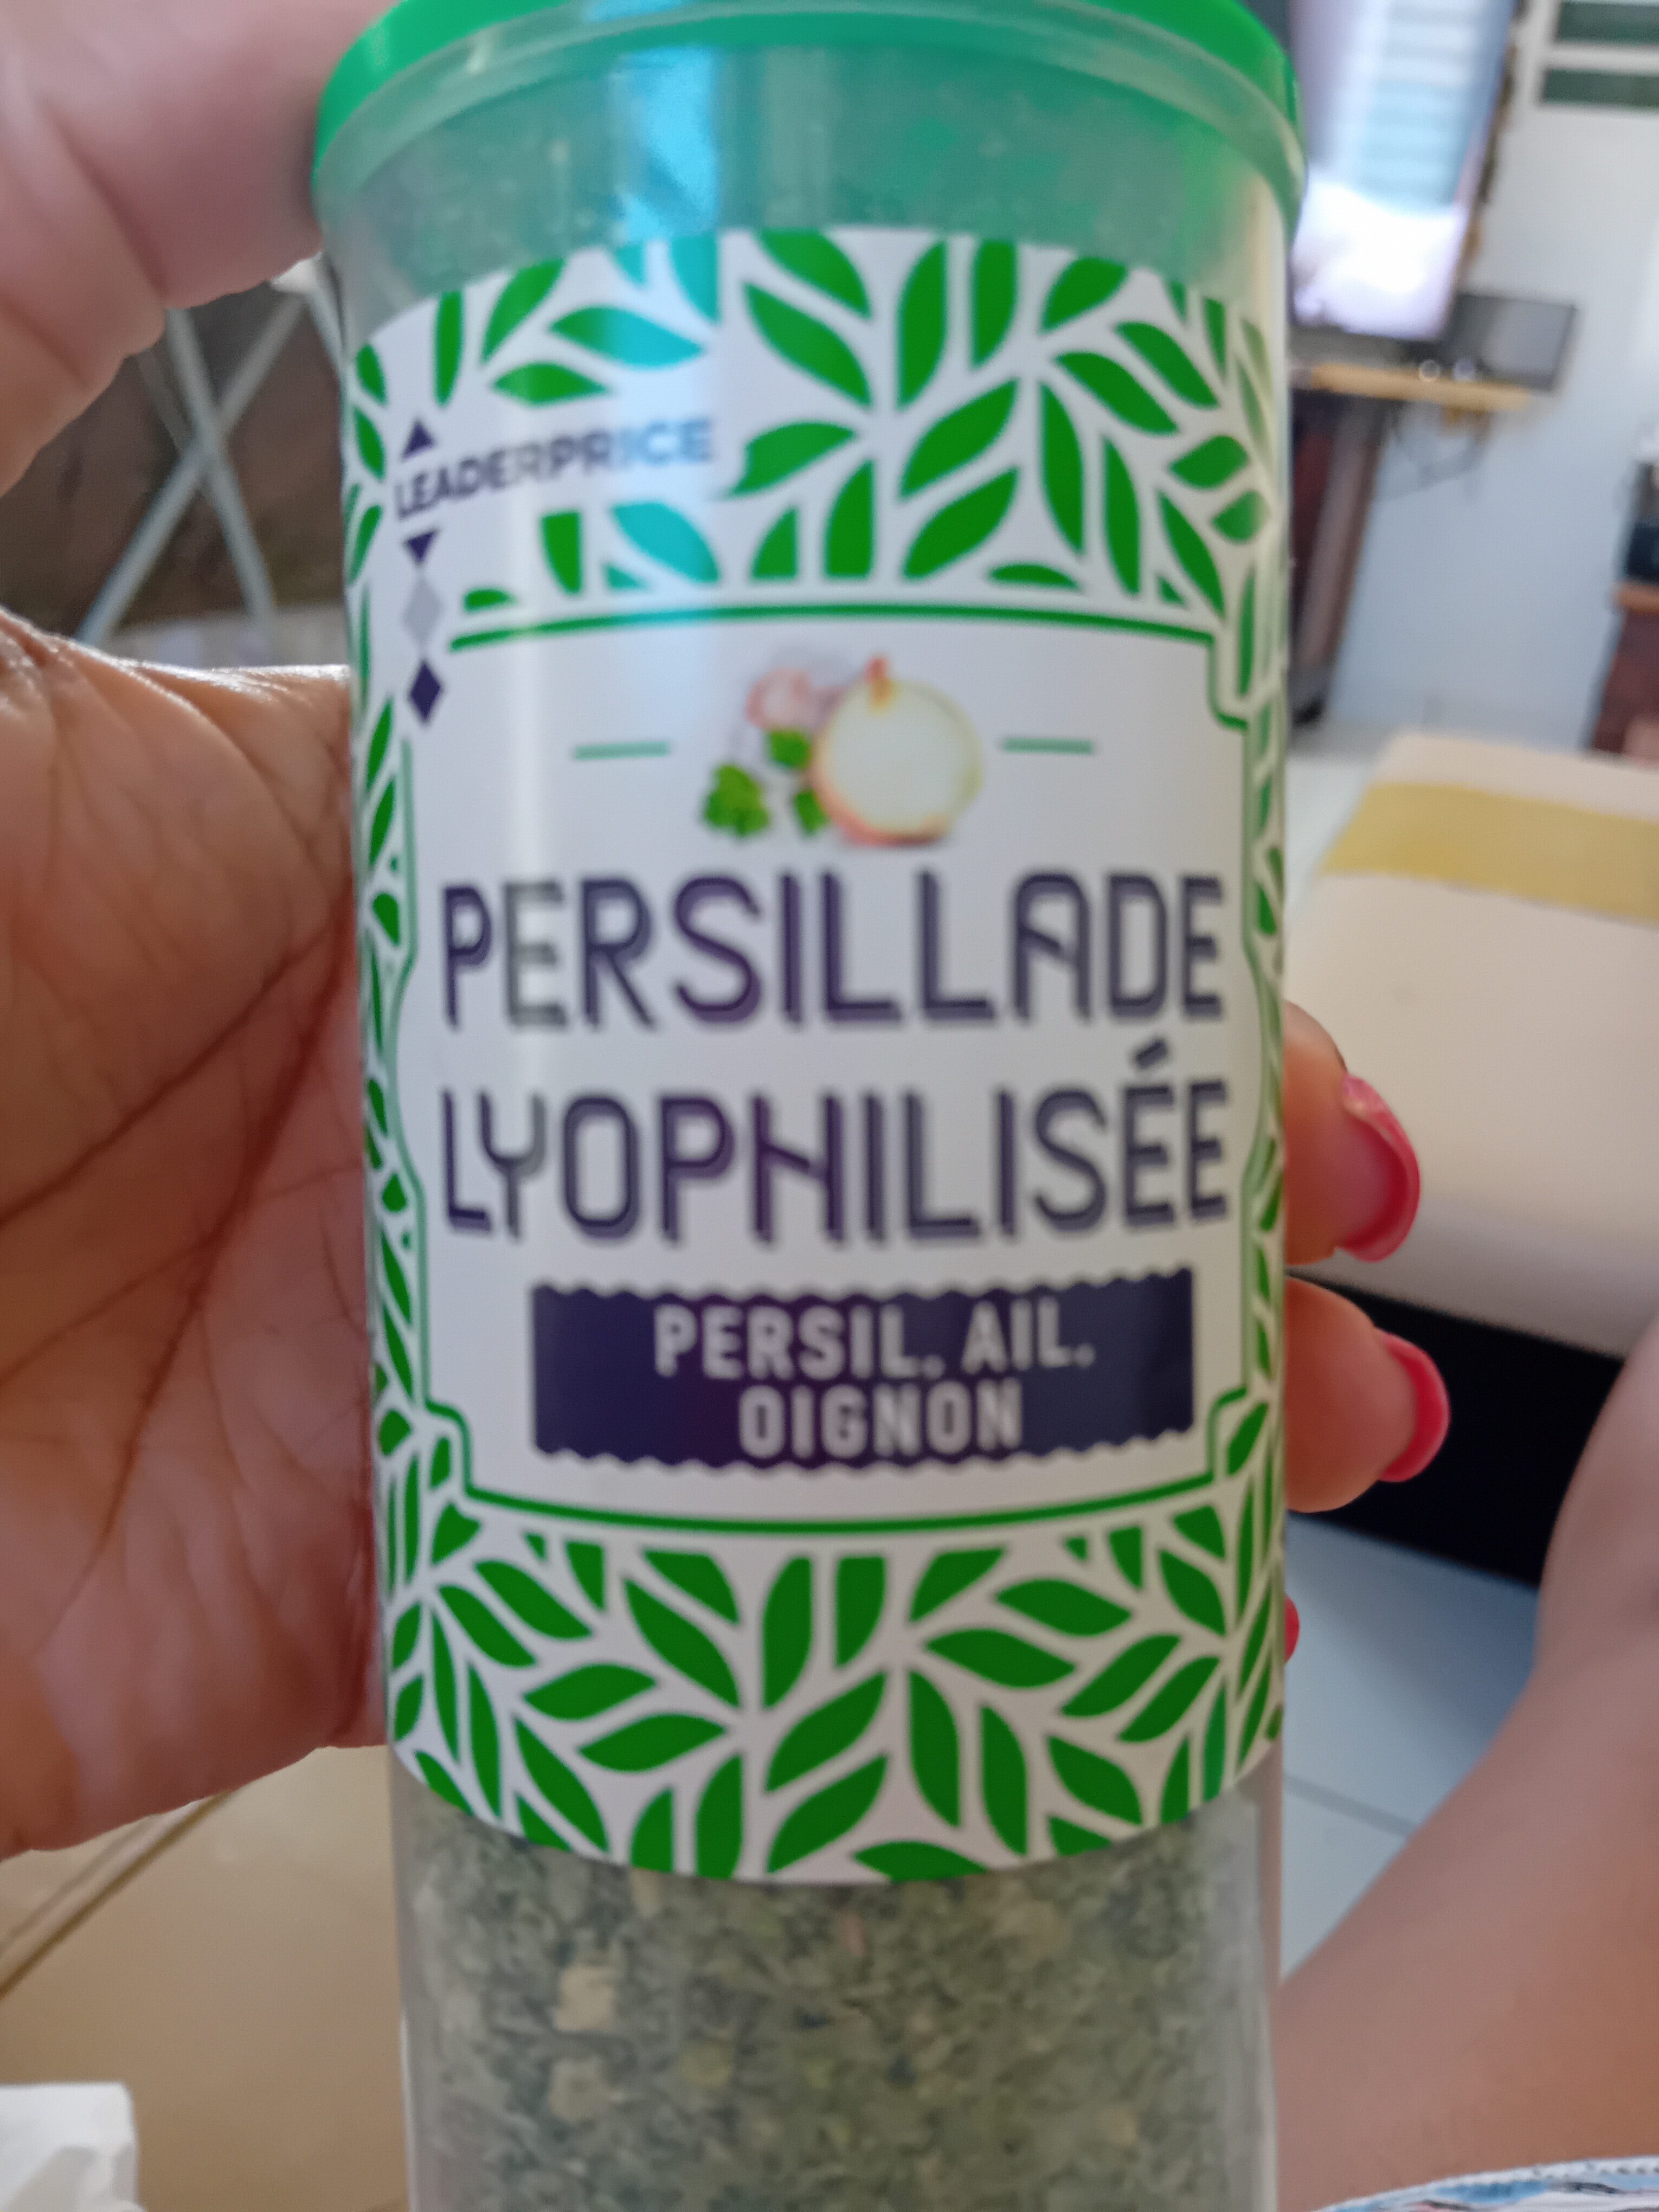 LEADERPRICE
PERSILLADE
LYOPHILISÉE
PERSIL, AIL,
OIGNON